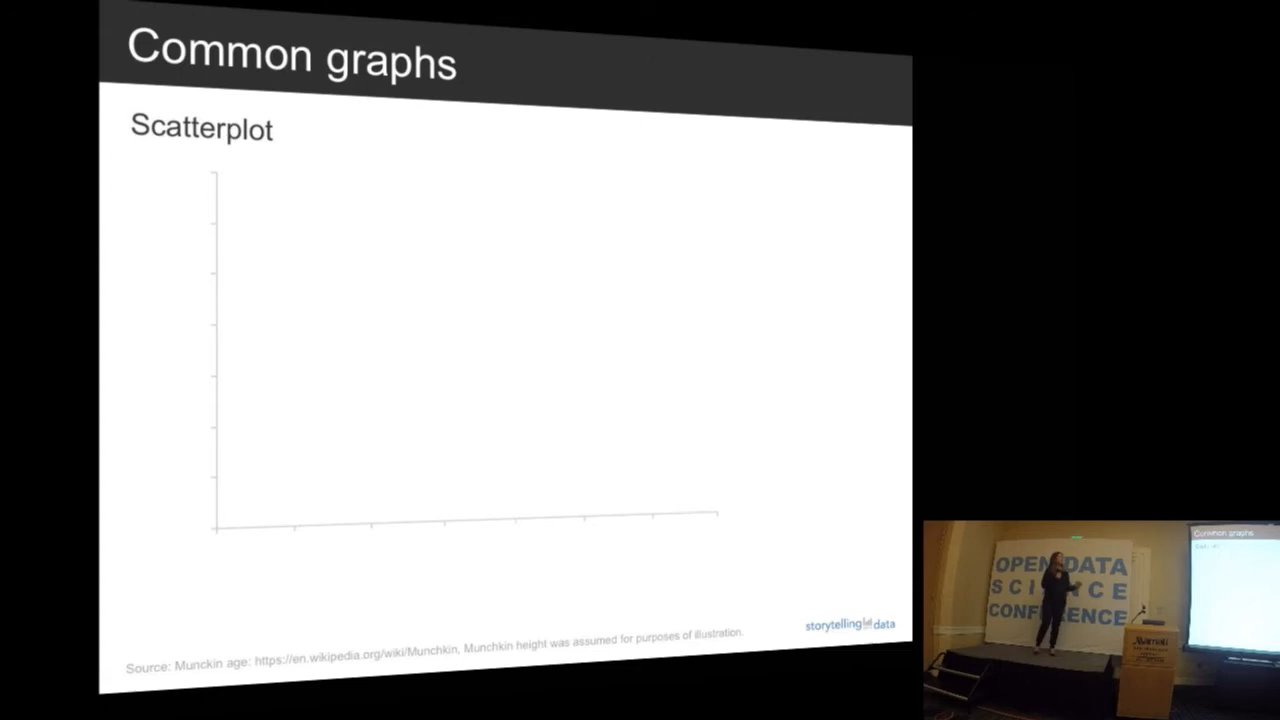 Common graphs
Scatterplot
Source: Munckin age: https://en.wikipedia.org/wiki/Munchkin, Munchkin height was assumed for purposes of illustration.
storytelling data
OPEN DATA
SCIENCE
CONFERENCE
Marriott
Common graphs